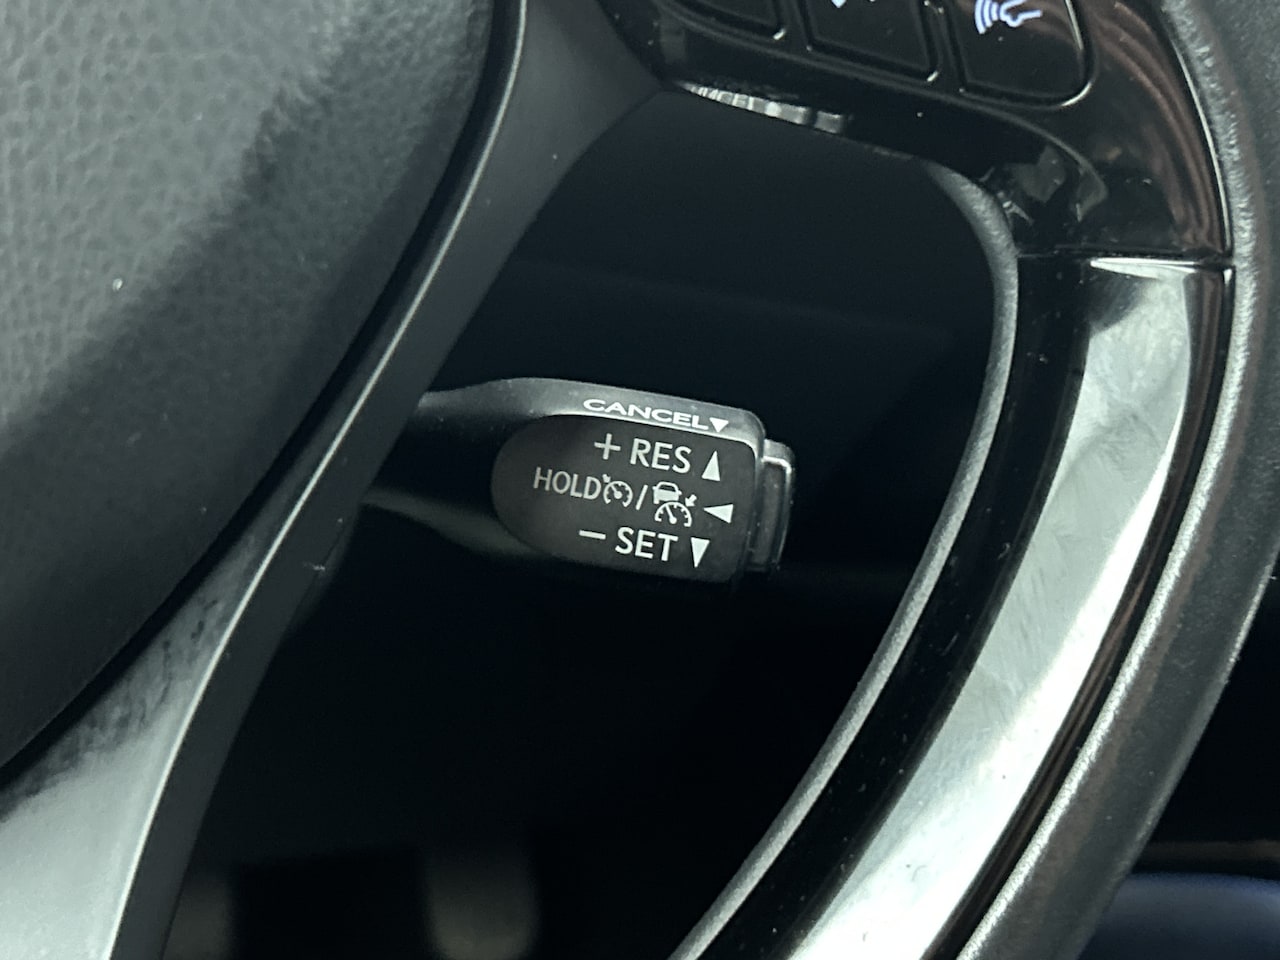 CANCEL▼
+ RES ▲
HOLD / ◀
− SET ▼